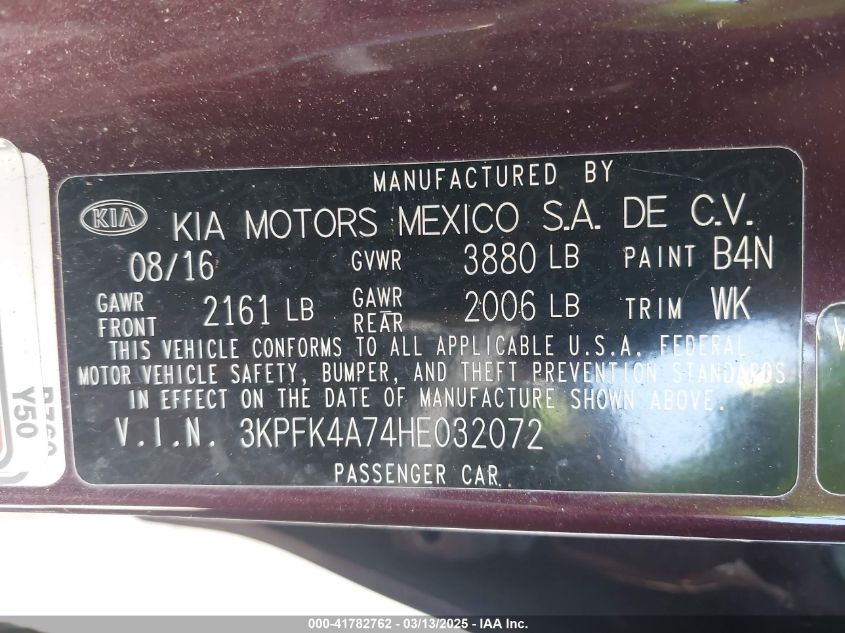 MANUFACTURED BY
KIA KIA MOTORS MEXICO S.A. DE C.V.
08/16 GVWR 3880 LB PAINT B4N
GAWR FRONT 2161 LB GAWR REAR 2006 LB TRIM WK
THIS VEHICLE CONFORMS TO ALL APPLICABLE U.S.A. FEDERAL
MOTOR VEHICLE SAFETY, BUMPER, AND THEFT PREVENTION STANDARDS
IN EFFECT ON THE DATE OF MANUFACTURE SHOWN ABOVE.
V.I.N. 3KPFK4A74HE032072
PASSENGER CAR
Y50
000-41782762 - 03/13/2025 - IAA Inc.